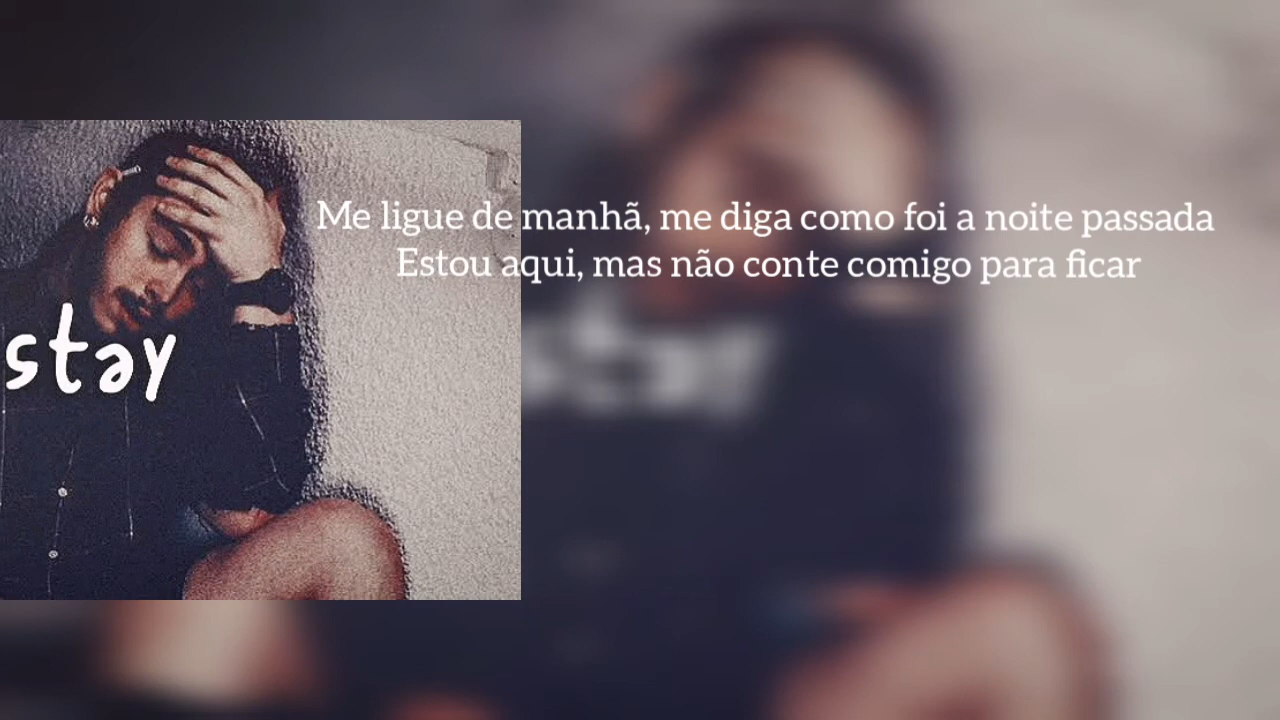 Me ligue de manhã, me diga como foi a noite passada
Estou aqui, mas não conte comigo para ficar
stay